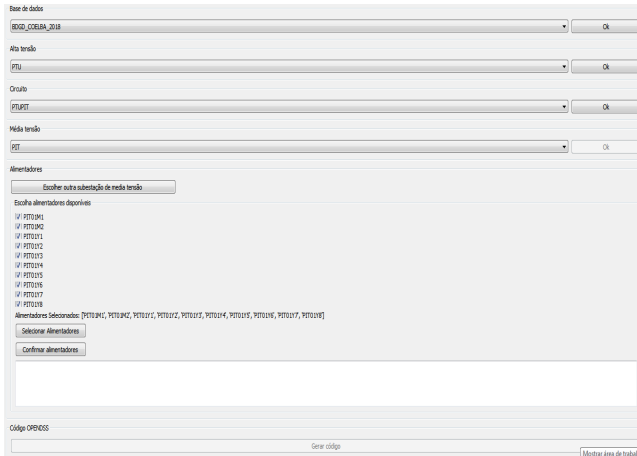 Base de dados
BDGD_COELBA_2018
Ok
Alta tensão
PTU
Ok
Circuito
PTUPIT
Ok
Média tensão
PIT
Ok
Alimentadores
Escolher outra subestação de media tensão
Escolha alimentadores disponíveis
PIT01M1
PIT01M2
PIT01Y1
PIT01Y2
PIT01Y3
PIT01Y4
PIT01Y5
PIT01Y6
PIT01Y7
PIT01Y8
Alimentadores Selecionados: ['PIT01M1', 'PIT01M2', 'PIT01Y1', 'PIT01Y2', 'PIT01Y3', 'PIT01Y4', 'PIT01Y5', 'PIT01Y6', 'PIT01Y7', 'PIT01Y8']
Selecionar Alimentadores
Confirmar alimentadores
Código OPENDSS
Gerar código
Mostrar área de trabal